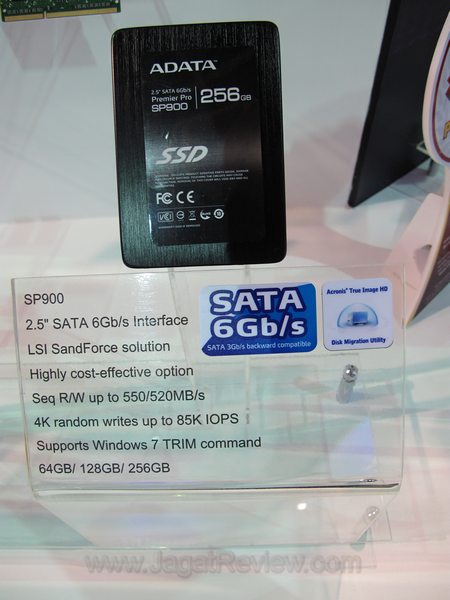 ADATA
2.5" SATA 6Gb/s
Premier Pro
SP900
256GB
SSD
FCC CE
SP900
2.5" SATA 6Gb/s Interface
LSI SandForce solution
Highly cost-effective option
Seq R/W up to 550/520MB/s
4K random writes up to 85K IOPS
Supports Windows 7 TRIM command
64GB/ 128GB/ 256GB
SATA
6Gb/s
SATA 3Gb/s backward compatible
Acronis® True Image HD
Disk Migration Utility
www.JagatReview.com